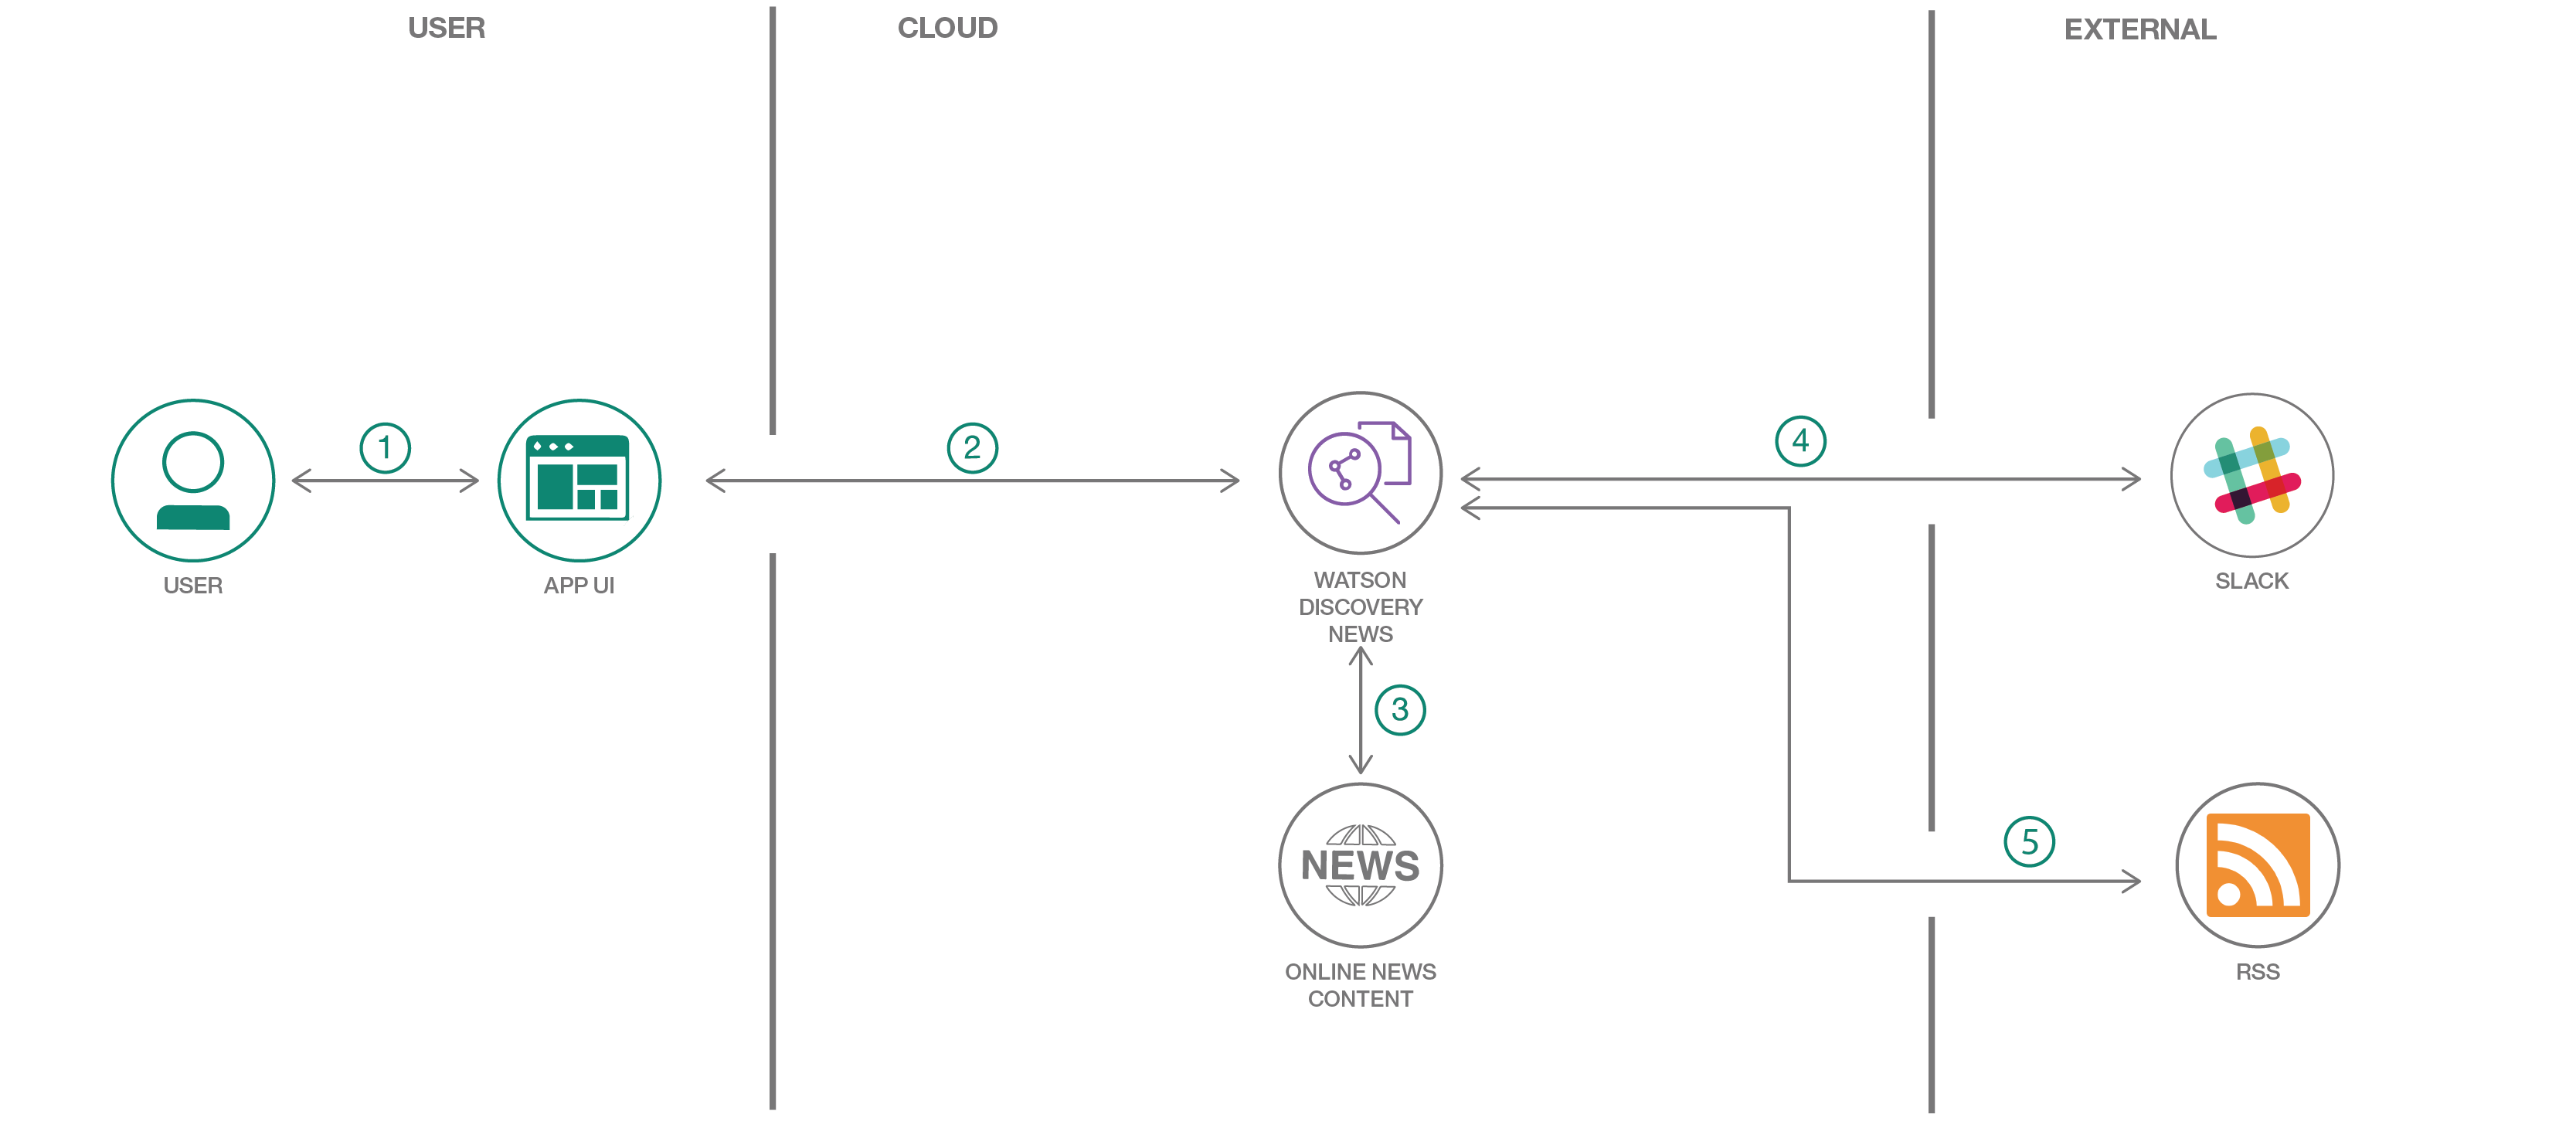 USER
CLOUD
EXTERNAL
1
2
4
USER
APP UI
WATSON
DISCOVERY
NEWS
SLACK
3
5
NEWS
ONLINE NEWS
CONTENT
RSS